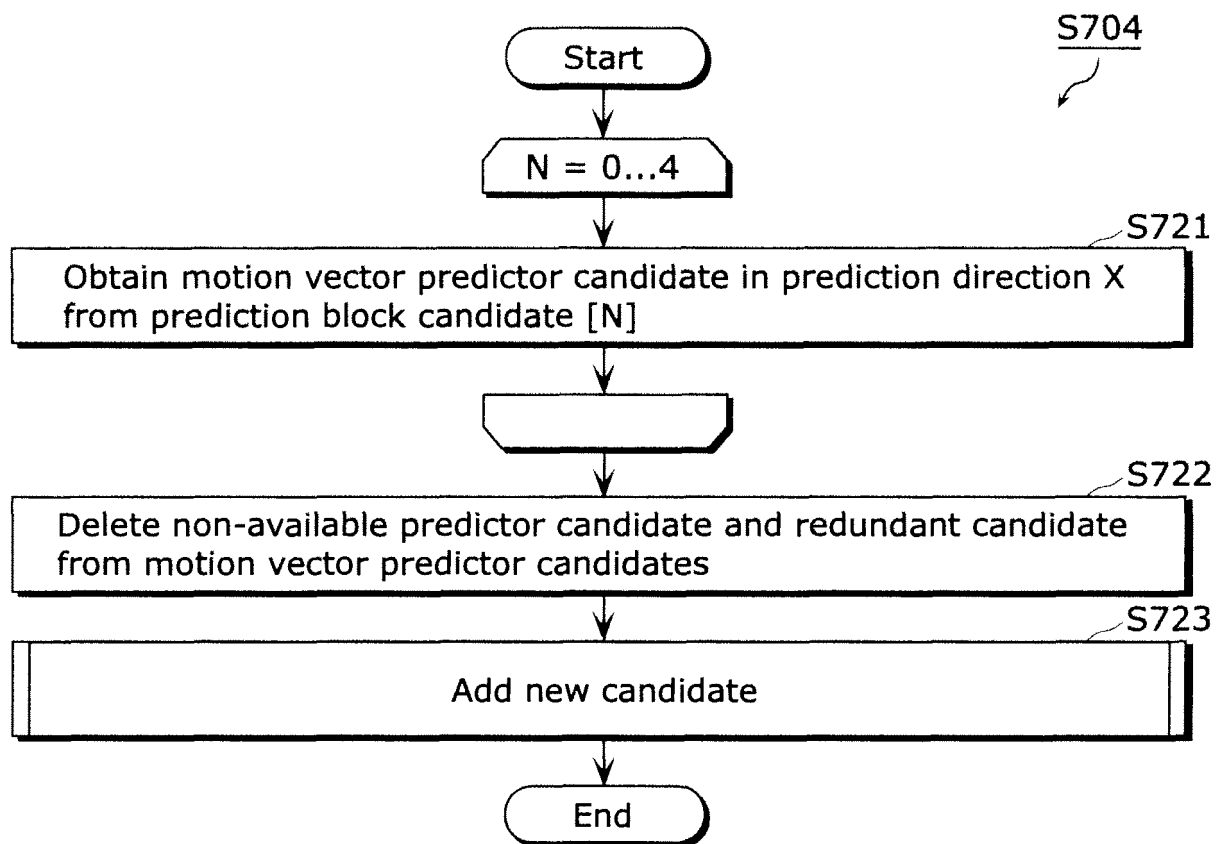 S704
Start
N = 0...4
S721
Obtain motion vector predictor candidate in prediction direction X
from prediction block candidate [N]
S722
Delete non-available predictor candidate and redundant candidate
from motion vector predictor candidates
S723
Add new candidate
End